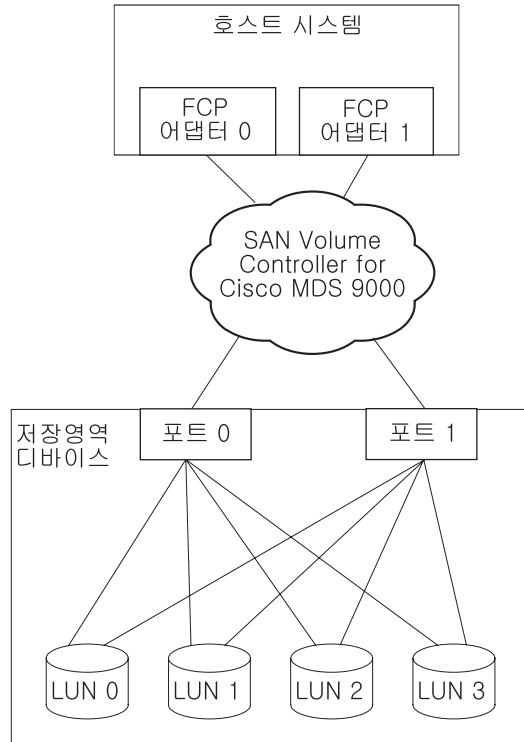 호스트 시스템
FCP
어댑터 0
FCP
어댑터 1
SAN Volume
Controller for
Cisco MDS 9000
저장영역
디바이스
포트 0
포트 1
LUN 0
LUN 1
LUN 2
LUN 3